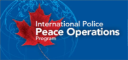 International Police
Peace Operations
Program